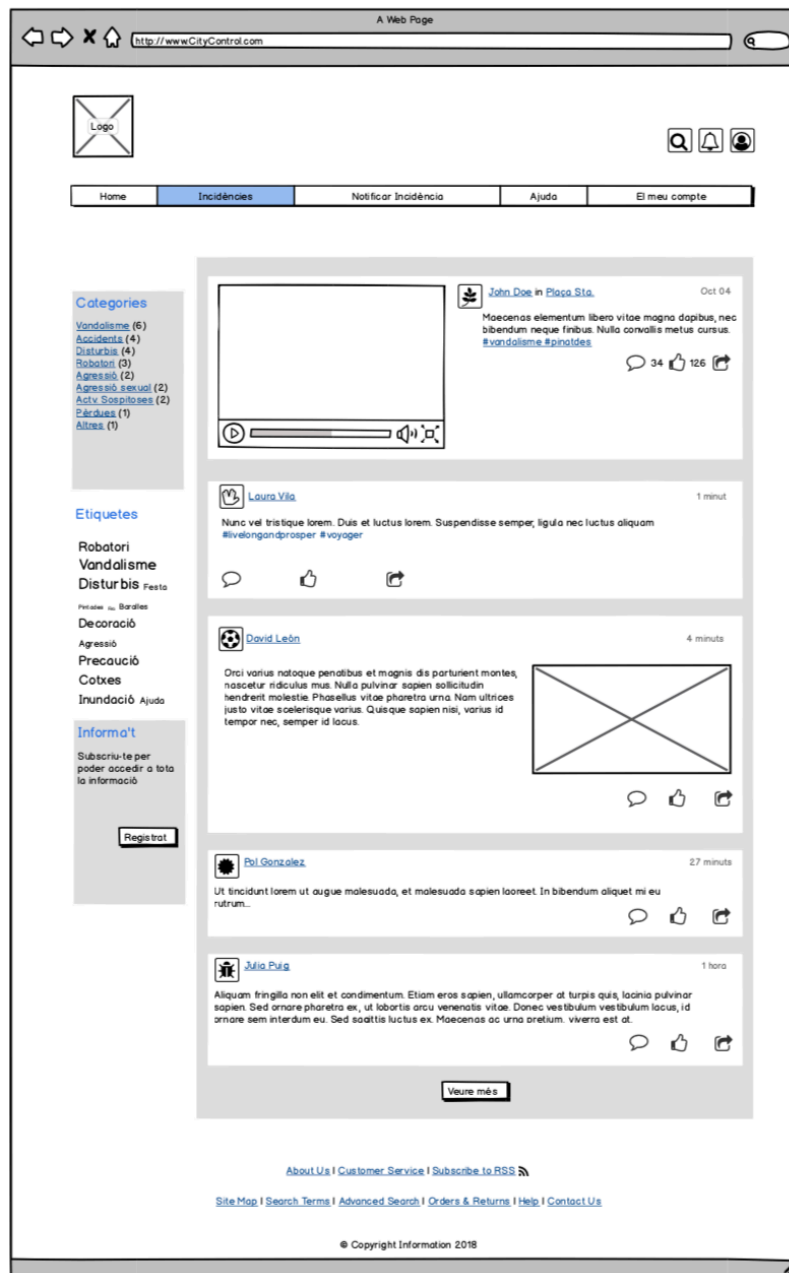 A Web Page
http://www.CityControl.com
Logo
Home Incidències Notificar Incidència Ajuda El meu compte
Categories
Vandalisme (6)
Accidents (4)
Disturbis (4)
Robatori (3)
Agressió (2)
Agressió sexual (2)
Actv Sospitoses (2)
Pèrdues (1)
Altres (1)
Etiquetes
Robatori
Vandalisme
Disturbis Festa
Pintades Baralles
Decoració
Agressió
Precaució
Cotxes
Inundació Ajuda
Informa't
Subscriu-te per
poder accedir a tota
la informació
Registrat
John Doe in Plaça Sta. Oct 04
Maecenas elementum libero vitae magna dapibus, nec
bibendum neque finibus. Nulla convallis metus cursus.
#vandalisme #pinatdes
34 126
Laura Vila 1 minut
Nunc vel tristique lorem. Duis et luctus lorem. Suspendisse semper, ligula nec luctus aliquam
#livelongandprosper #voyager
David León 4 minuts
Orci varius natoque penatibus et magnis dis parturient montes,
nascetur ridiculus mus. Nulla pulvinar sapien sollicitudin
hendrerit molestie. Phasellus vitae pharetra urna. Nam ultrices
justo vitae scelerisque varius. Quisque sapien nisi, varius id
tempor nec, semper id lacus.
Pol Gonzalez 27 minuts
Ut tincidunt lorem ut augue malesuada, et malesuada sapien laoreet. In bibendum aliquet mi eu
rutrum...
Julia Puig 1 hora
Aliquam fringilla non elit et condimentum. Etiam eros sapien, ullamcorper at turpis quis, lacinia pulvinar
sapien. Sed ornare pharetra ex, ut lobortis arcu venenatis vitae. Donec vestibulum vestibulum lacus, id
ornare sem interdum eu. Sed sagittis luctus ex. Maecenas ac urna pretium, viverra est at.
Veure més
About Us | Customer Service | Subscribe to RSS
Site Map | Search Terms | Advanced Search | Orders & Returns | Help | Contact Us
© Copyright Information 2018